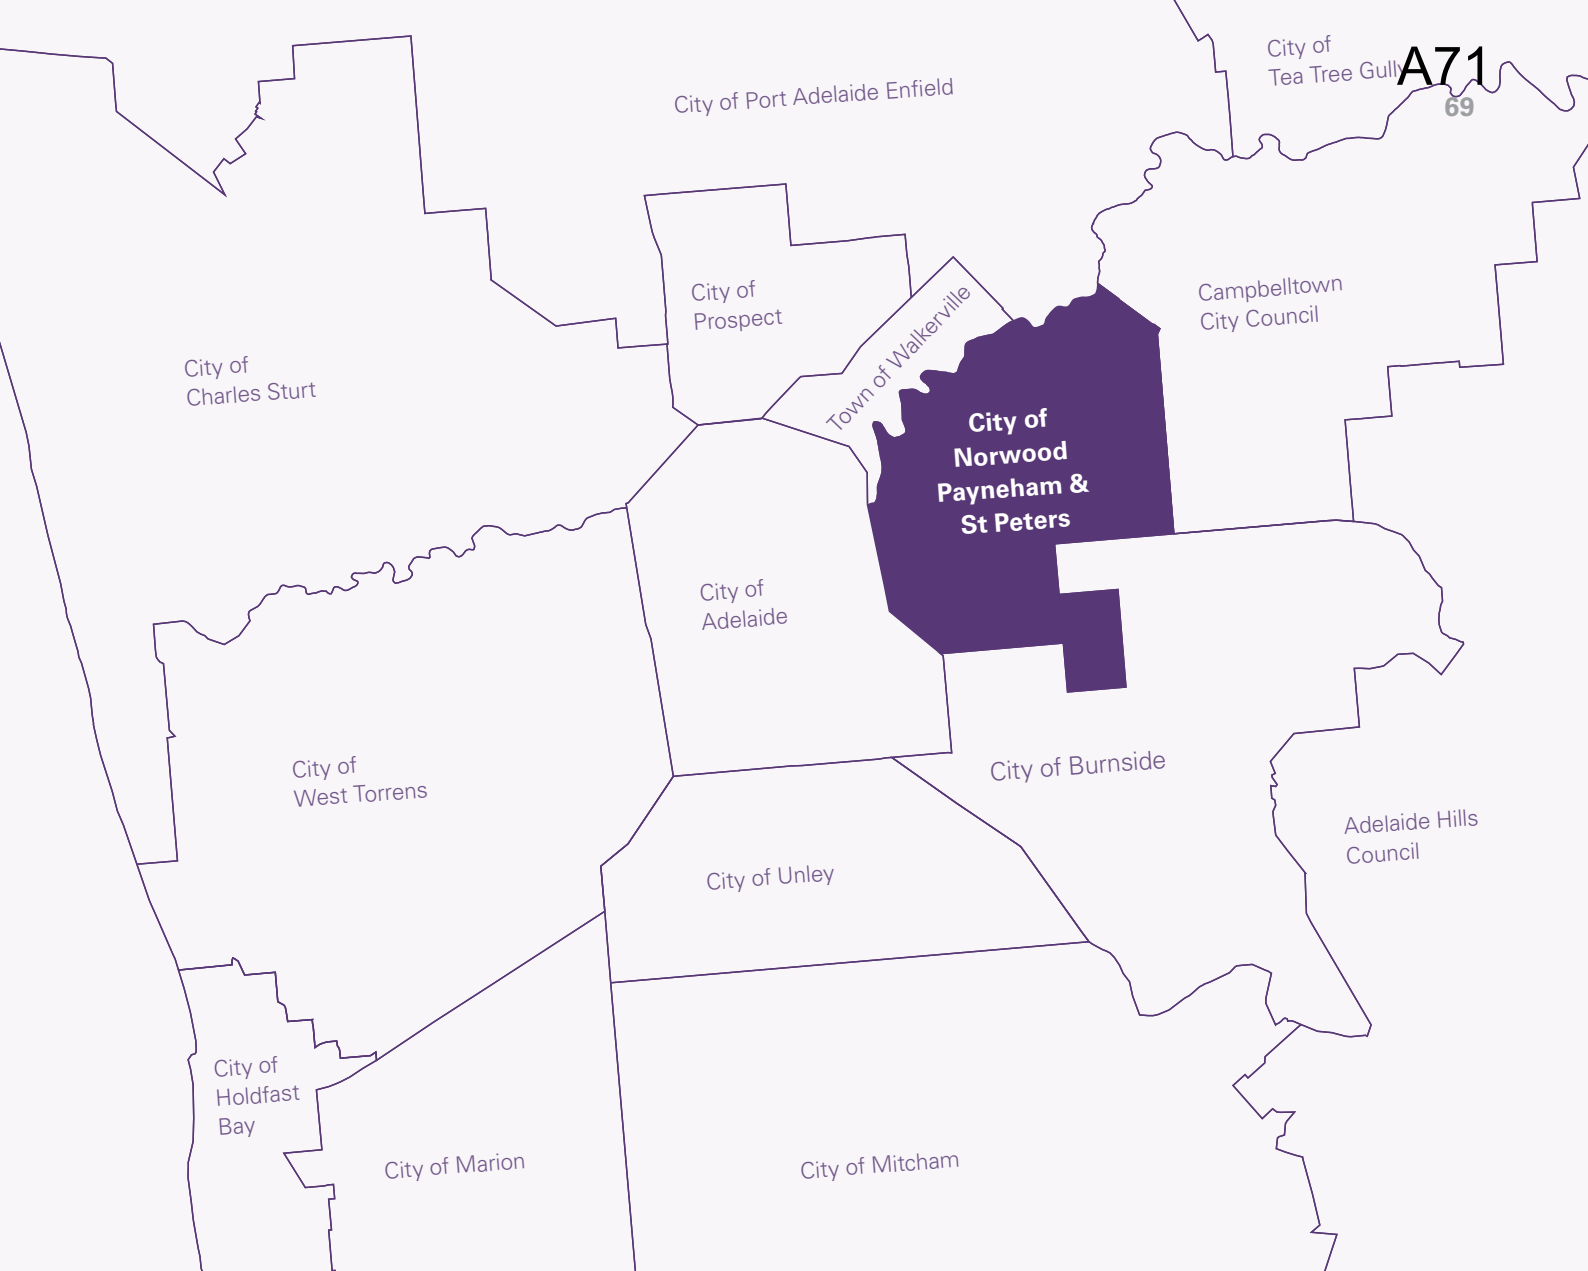 City of
Tea Tree Gully
A71
69
City of Port Adelaide Enfield
City of
Prospect
Town of Walkerville
Campbelltown
City Council
City of
Charles Sturt
City of
Norwood
Payneham &
St Peters
City of
Adelaide
City of
West Torrens
City of Burnside
Adelaide Hills
Council
City of Unley
City of
Holdfast
Bay
City of Marion
City of Mitcham